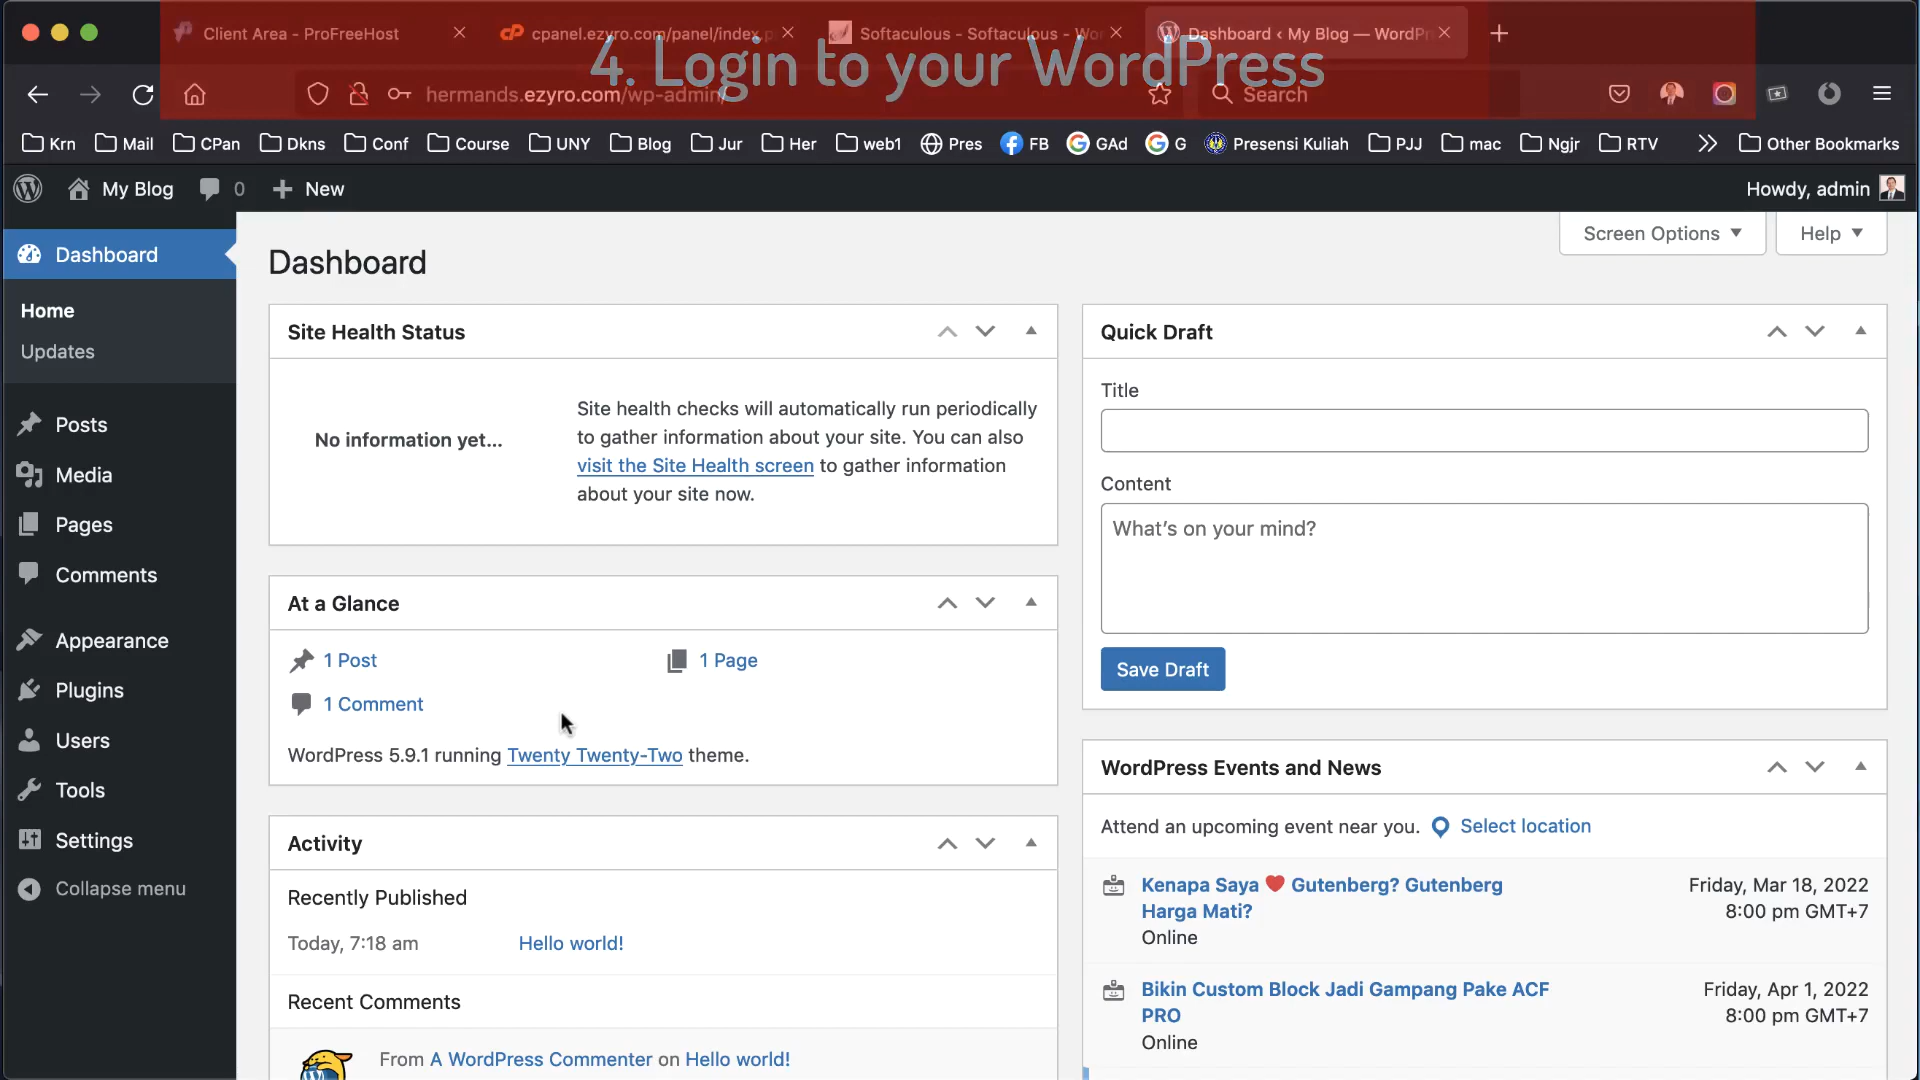 Client Area - ProFreeHost
cpanel.ezyro.com/panel/index.p
Softaculous - Softaculous - Wor
Dashboard ‹ My Blog — WordPr
4. Login to your WordPress
hermands.ezyro.com/wp-admin/
Search
Krn
Mail
CPan
Dkns
Conf
Course
UNY
Blog
Jur
Her
web1
Pres
FB
GAd
G
Presensi Kuliah
PJJ
mac
Ngjr
RTV
Other Bookmarks
My Blog
0
New
Howdy, admin
Screen Options
Help
Dashboard
Home
Updates
Posts
Media
Pages
Comments
Appearance
Plugins
Users
Tools
Settings
Collapse menu
Dashboard
Site Health Status
No information yet...
Site health checks will automatically run periodically
to gather information about your site. You can also
visit the Site Health screen to gather information
about your site now.
At a Glance
1 Post
1 Page
1 Comment
WordPress 5.9.1 running Twenty Twenty-Two theme.
Activity
Recently Published
Today, 7:18 am
Hello world!
Recent Comments
From A WordPress Commenter on Hello world!
Quick Draft
Title
Content
What's on your mind?
Save Draft
WordPress Events and News
Attend an upcoming event near you.
Select location
Kenapa Saya ❤ Gutenberg? Gutenberg
Harga Mati?
Online
Friday, Mar 18, 2022
8:00 pm GMT+7
Bikin Custom Block Jadi Gampang Pake ACF
PRO
Online
Friday, Apr 1, 2022
8:00 pm GMT+7